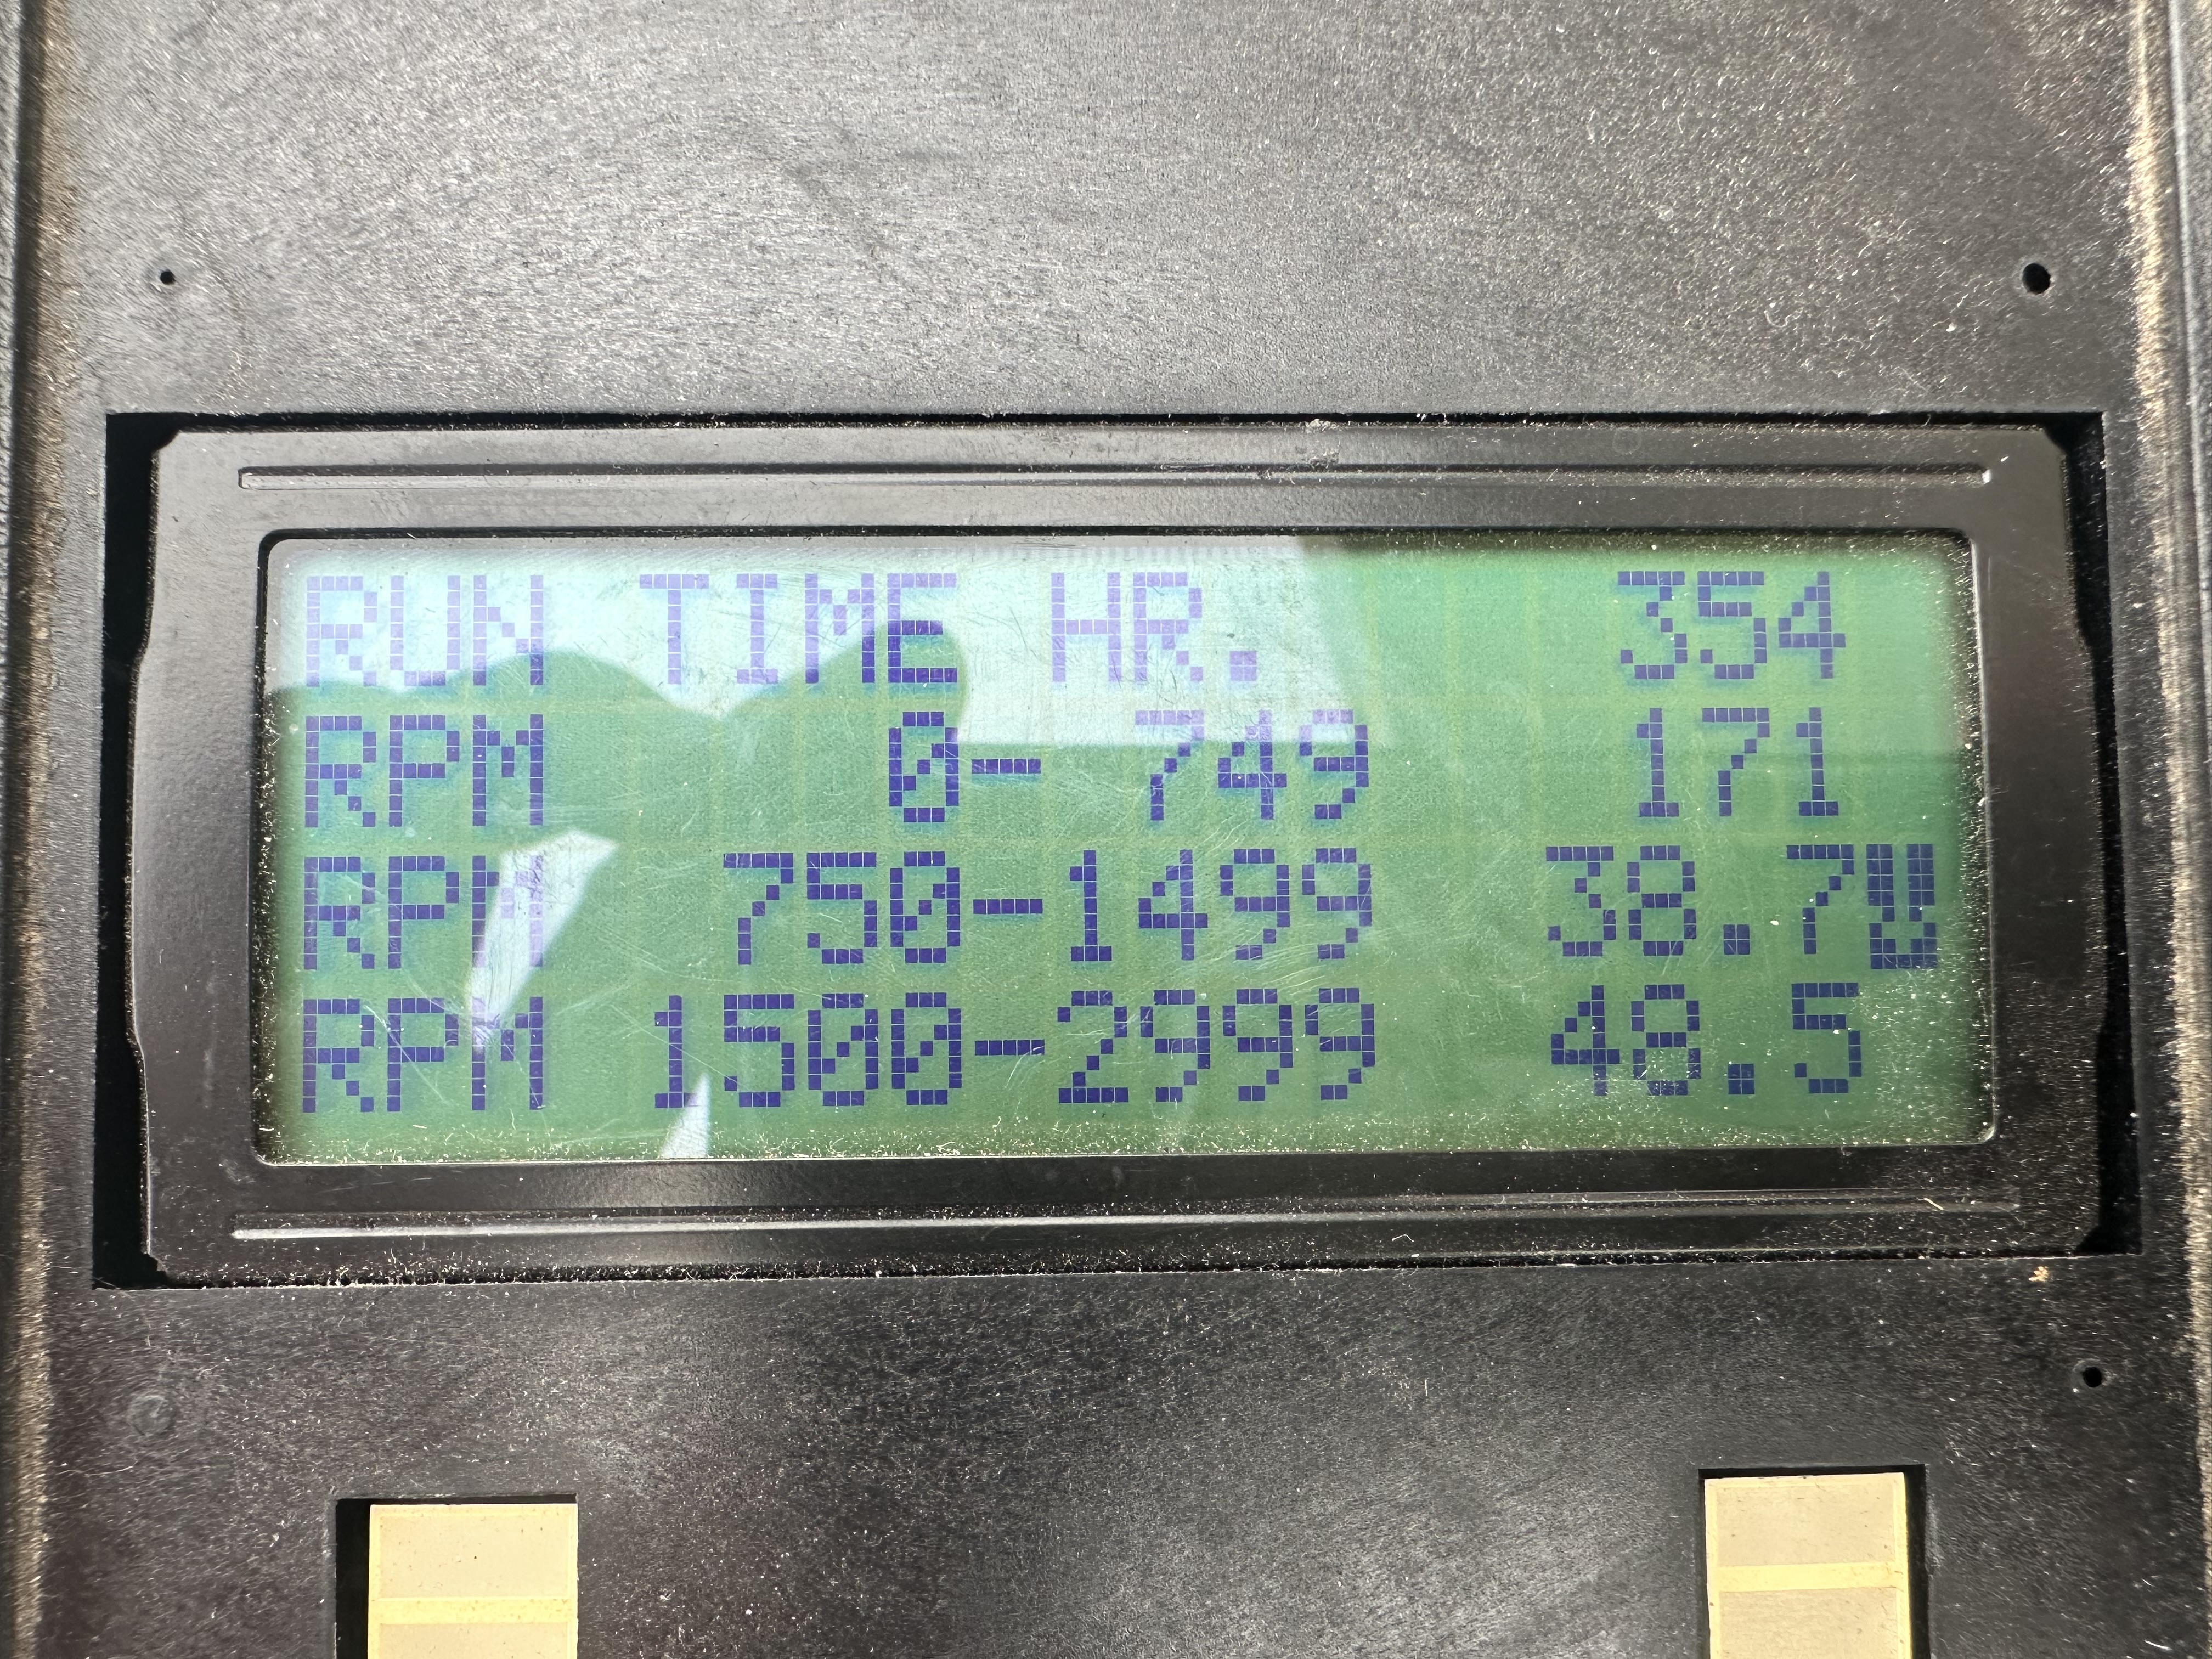 RUN TIME HR. 354
RPM 0- 749 171
RPM 750-1499 38.7
RPM 1500-2999 48.5